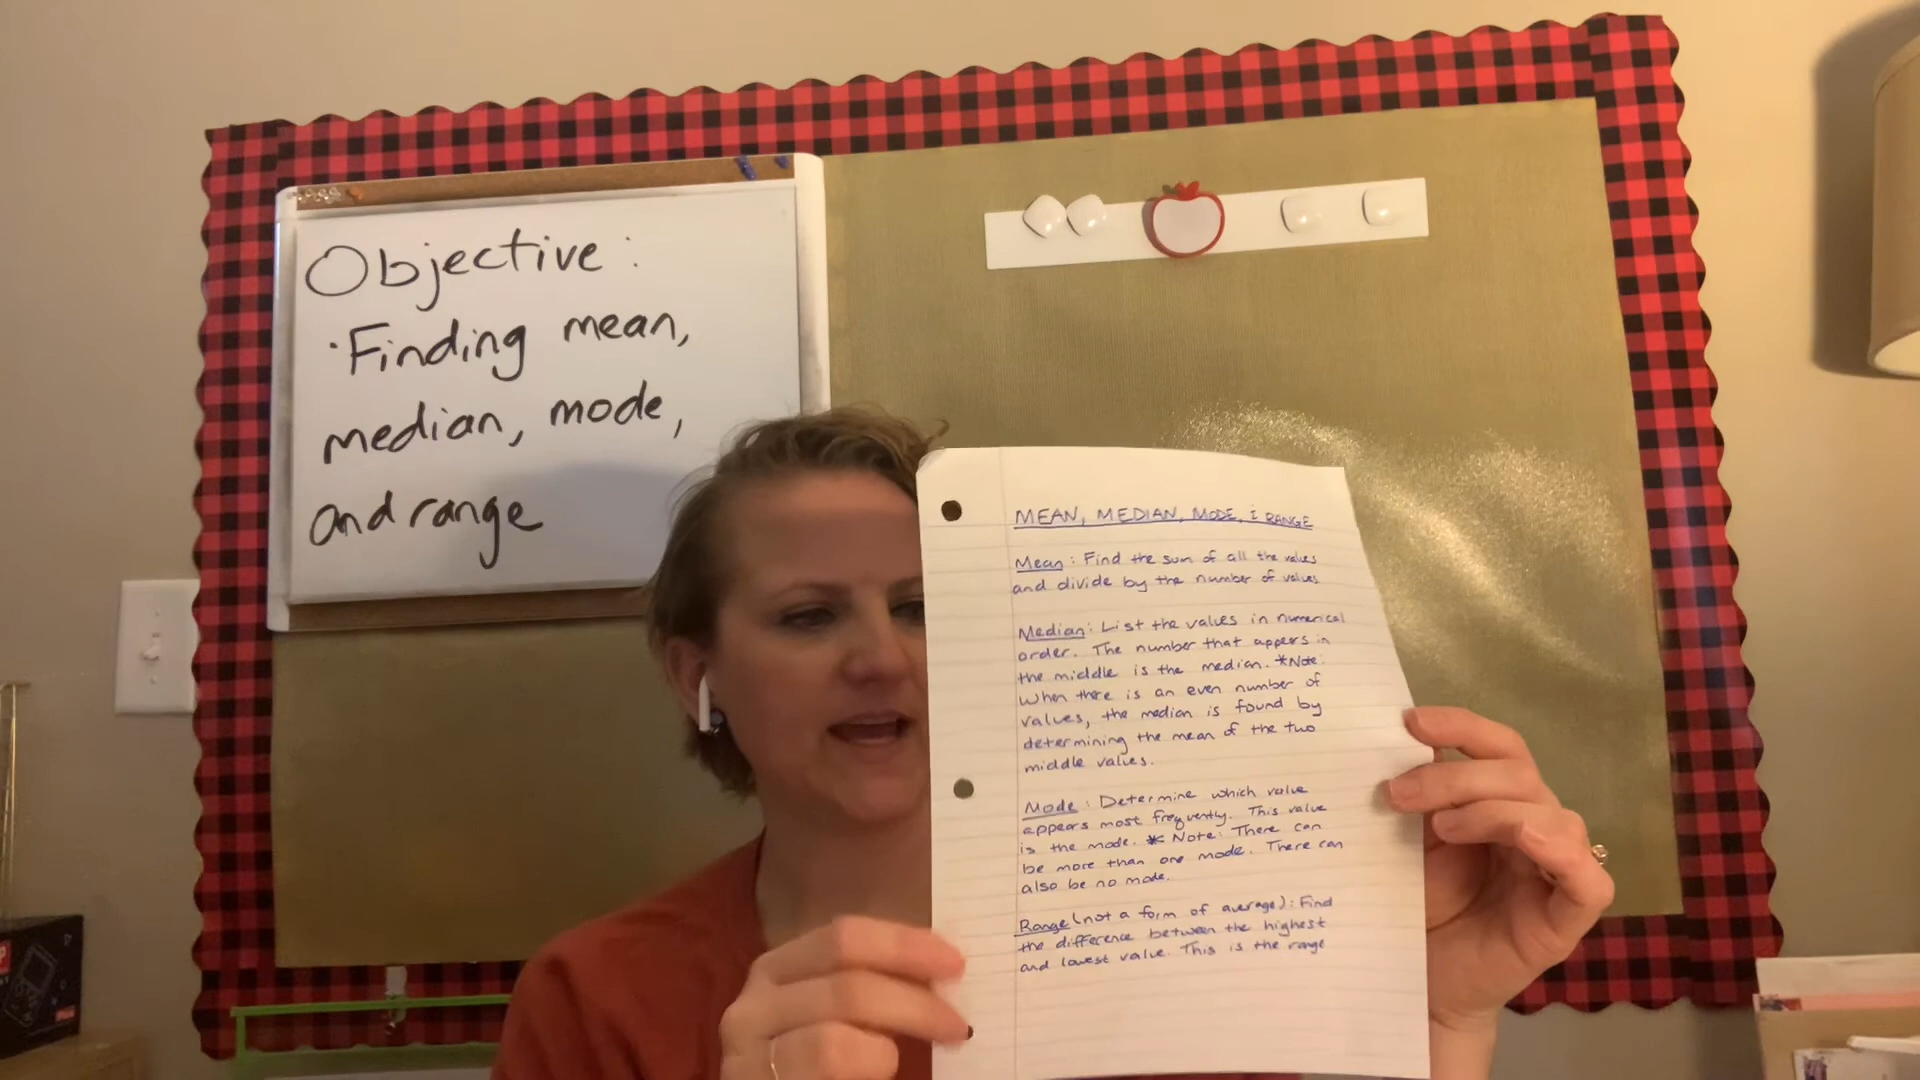 Objective:
·Finding mean,
median, mode,
and range
MEAN, MEDIAN, MODE, & RANGE
Mean: Find the sum of all the values
and divide by the number of values
Median: List the values in numerical
order. The number that appers in
the middle is the median. *Note:
When there is an even number of
values, the median is found by
determining the mean of the two
middle values.
Mode: Determine which value
appears most frequently. This value
is the mode. * Note: There can
be more than one mode. There can
also be no mode.
Range (not a form of average): Find
the difference between the highest
and lowest value. This is the range